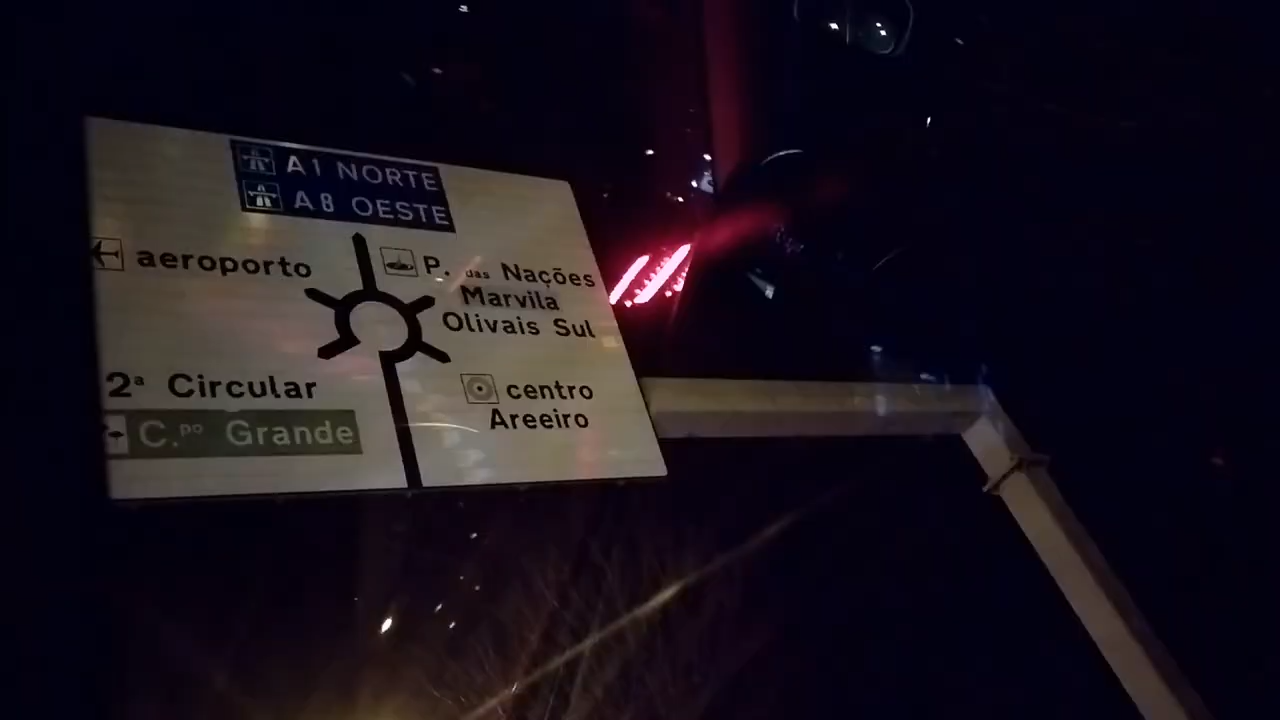 A1 NORTE
A8 OESTE
aeroporto
P. das Nações
Marvila
Olivais Sul
2ª Circular
C.po Grande
centro
Areeiro